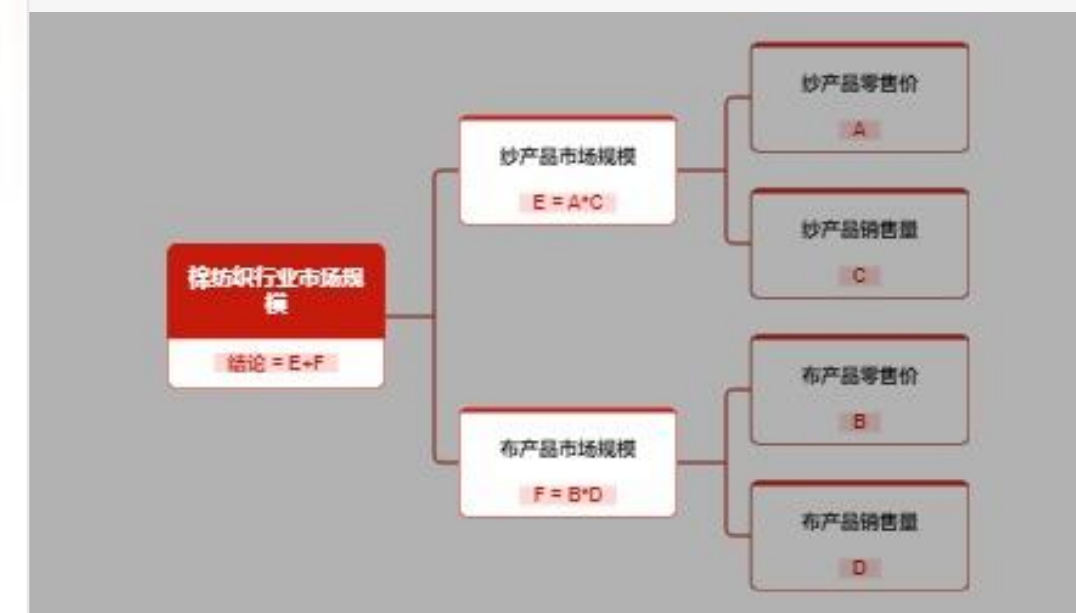 棉纺织行业市场规
模
结论 = E+F
纱产品市场规模
E = A*C
布产品市场规模
F = B*D
纱产品零售价
A
纱产品销售量
C
布产品零售价
B
布产品销售量
D